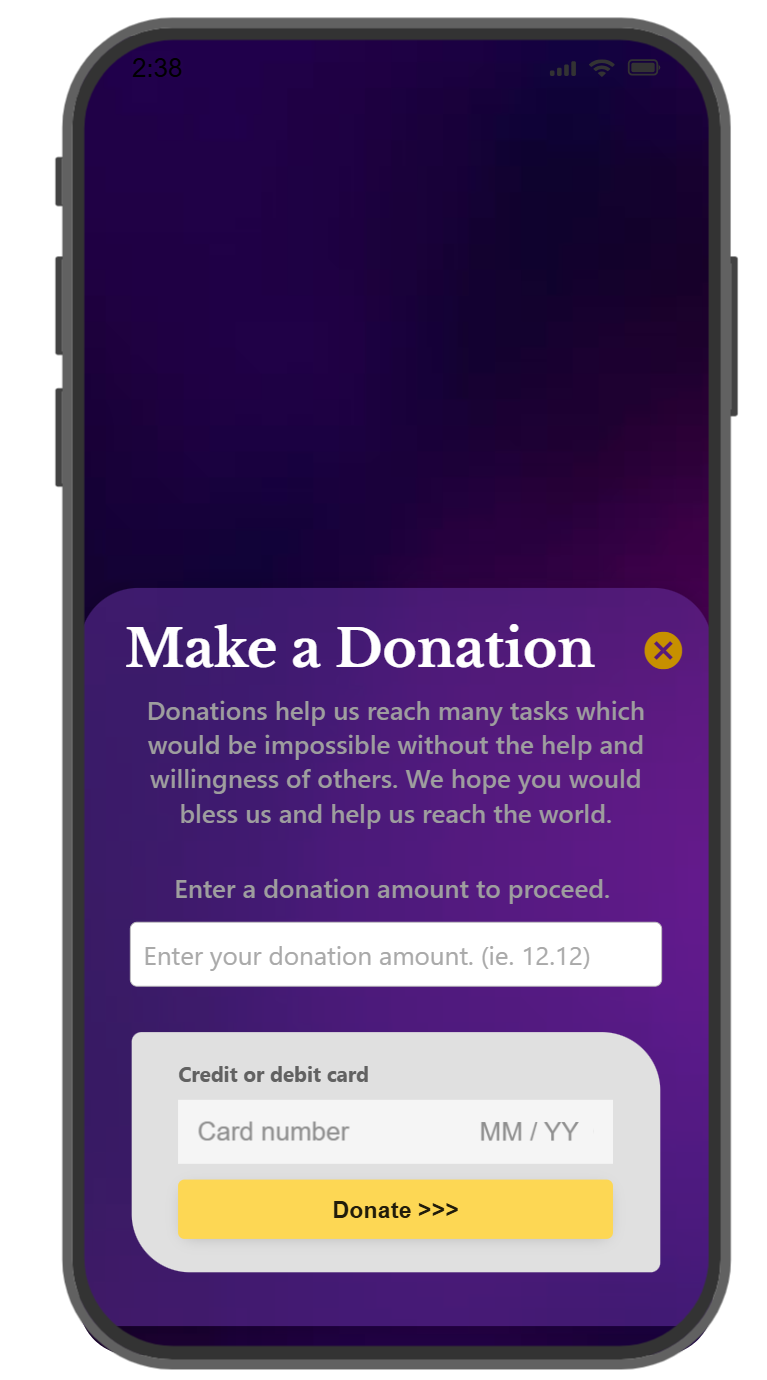 2:38
Make a Donation
Donations help us reach many tasks which
would be impossible without the help and
willingness of others. We hope you would
bless us and help us reach the world.
Enter a donation amount to proceed.
Enter your donation amount. (ie. 12.12)
Credit or debit card
Card number MM / YY
Donate >>>